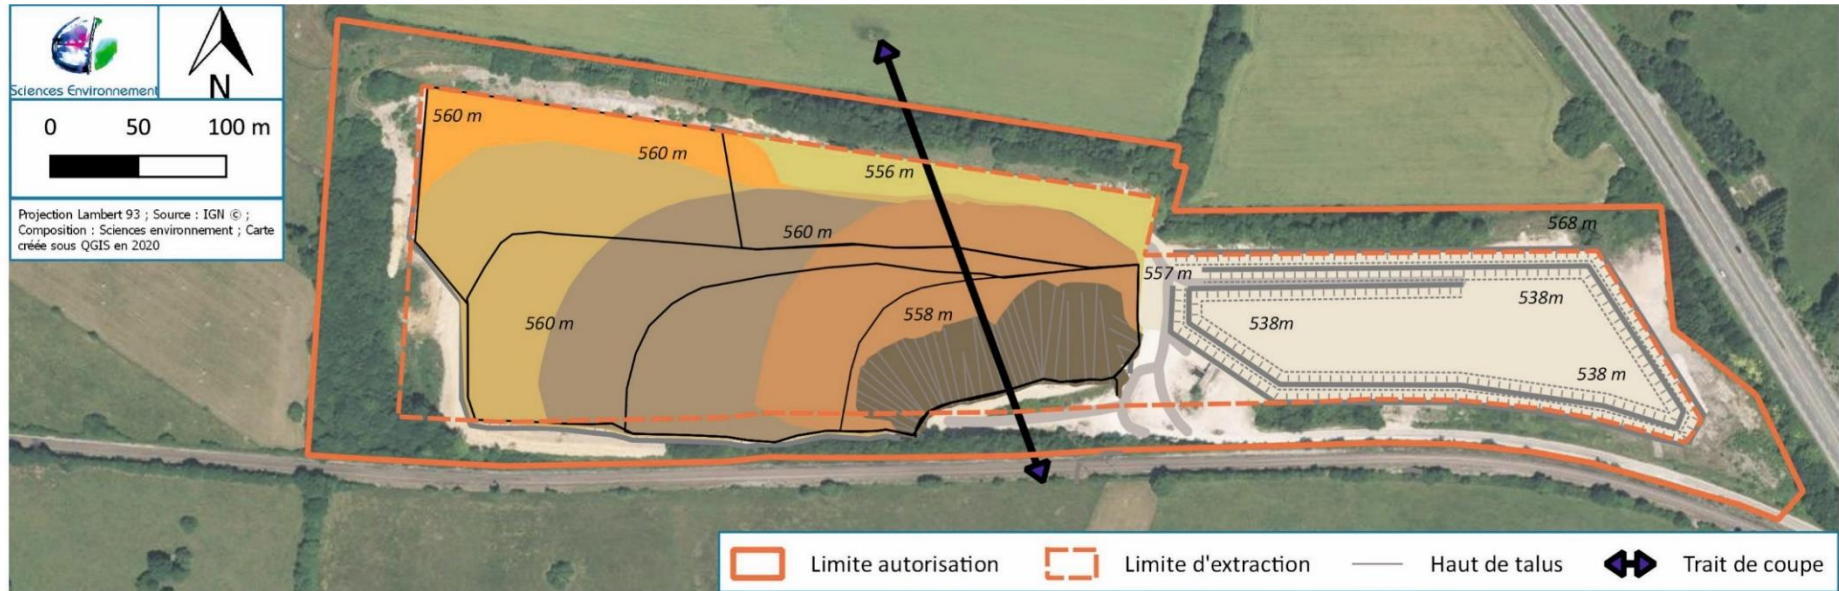 Sciences Environnement
N
0 50 100 m
Projection Lambert 93 ; Source : IGN © ;
Composition : Sciences environnement ; Carte
créée sous QGIS en 2020
560 m
560 m
556 m
560 m
560 m
558 m
557 m
568 m
538m
538m
538 m
Limite autorisation
Limite d'extraction
Haut de talus
Trait de coupe